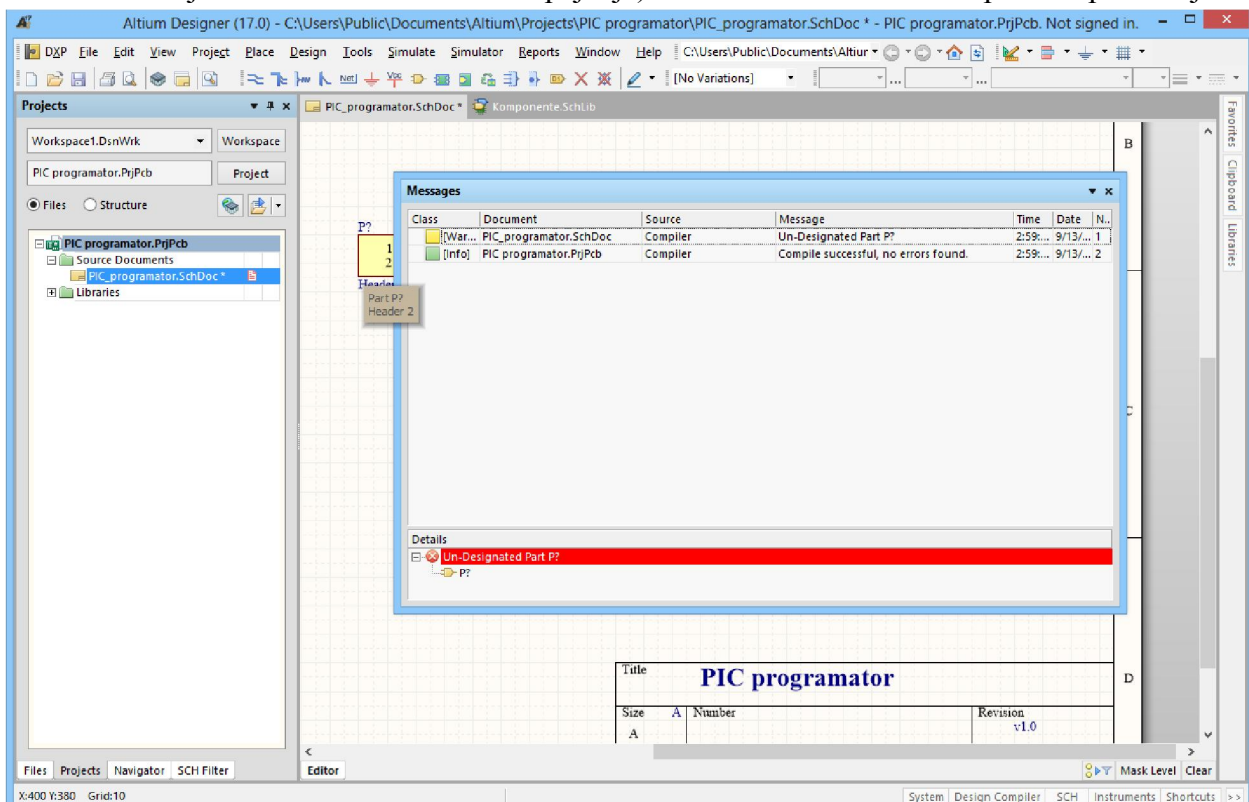 Altium Designer (17.0) - C:\Users\Public\Documents\Altium\Projects\PIC programator\PIC_programator.SchDoc * - PIC programator.PrjPcb. Not signed in.
DXP File Edit View Project Place Design Tools Simulate Simulator Reports Window Help C:\Users\Public\Documents\Altiur
Net Vcc [No Variations] ... ...
Projects
PIC_programator.SchDoc * Komponente.SchLib
Workspace1.DsnWrk Workspace
PIC programator.PrjPcb Project
Files Structure
PIC programator.PrjPcb
Source Documents
PIC_programator.SchDoc *
Libraries
Favorites
Clipboard
Libraries
B
P?
1
2
Header
Part P?
Header 2
Messages
Class Document Source Message Time Date N..
[War... PIC_programator.SchDoc Compiler Un-Designated Part P? 2:59:... 9/13/... 1
[Info] PIC programator.PrjPcb Compiler Compile successful, no errors found. 2:59:... 9/13/... 2
Details
Un-Designated Part P?
P?
Title
PIC programator
D
Size A Number Revision
A v1.0
Files Projects Navigator SCH Filter
Editor
Mask Level Clear
X:400 Y:380 Grid:10
System Design Compiler SCH Instruments Shortcuts >>